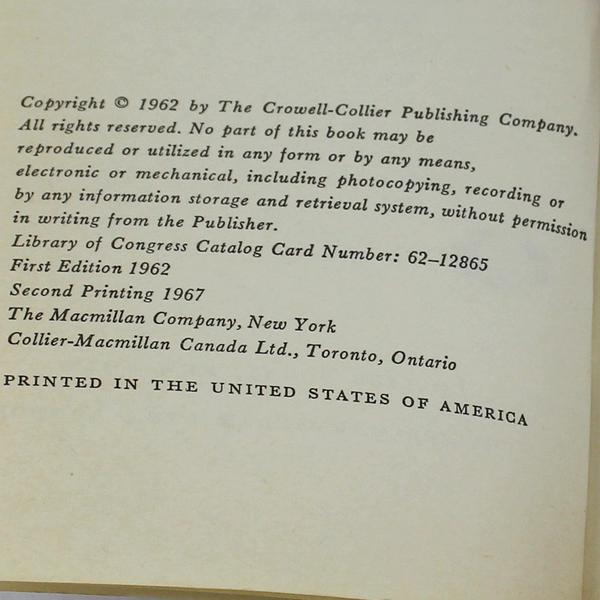 Copyright © 1962 by The Crowell-Collier Publishing Company.
All rights reserved. No part of this book may be
reproduced or utilized in any form or by any means,
electronic or mechanical, including photocopying, recording or
by any information storage and retrieval system, without permission
in writing from the Publisher.
Library of Congress Catalog Card Number: 62–12865
First Edition 1962
Second Printing 1967
The Macmillan Company, New York
Collier-Macmillan Canada Ltd., Toronto, Ontario
PRINTED IN THE UNITED STATES OF AMERICA